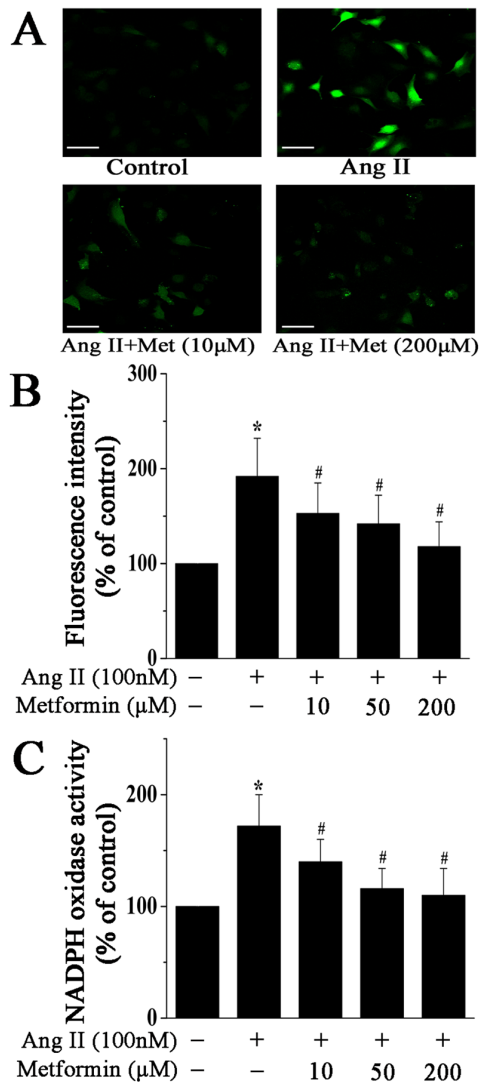 A
Control
Ang II
Ang II+Met (10μM)
Ang II+Met (200μM)
B
Fluorescence intensity
(% of control)
300
200
100
0
*
#
#
#
Ang II (100nM) − + + + +
Metformin (μM) − − 10 50 200
C
NADPH oxidase activity
(% of control)
200
100
0
*
#
#
#
Ang II (100nM) − + + + +
Metformin (μM) − − 10 50 200